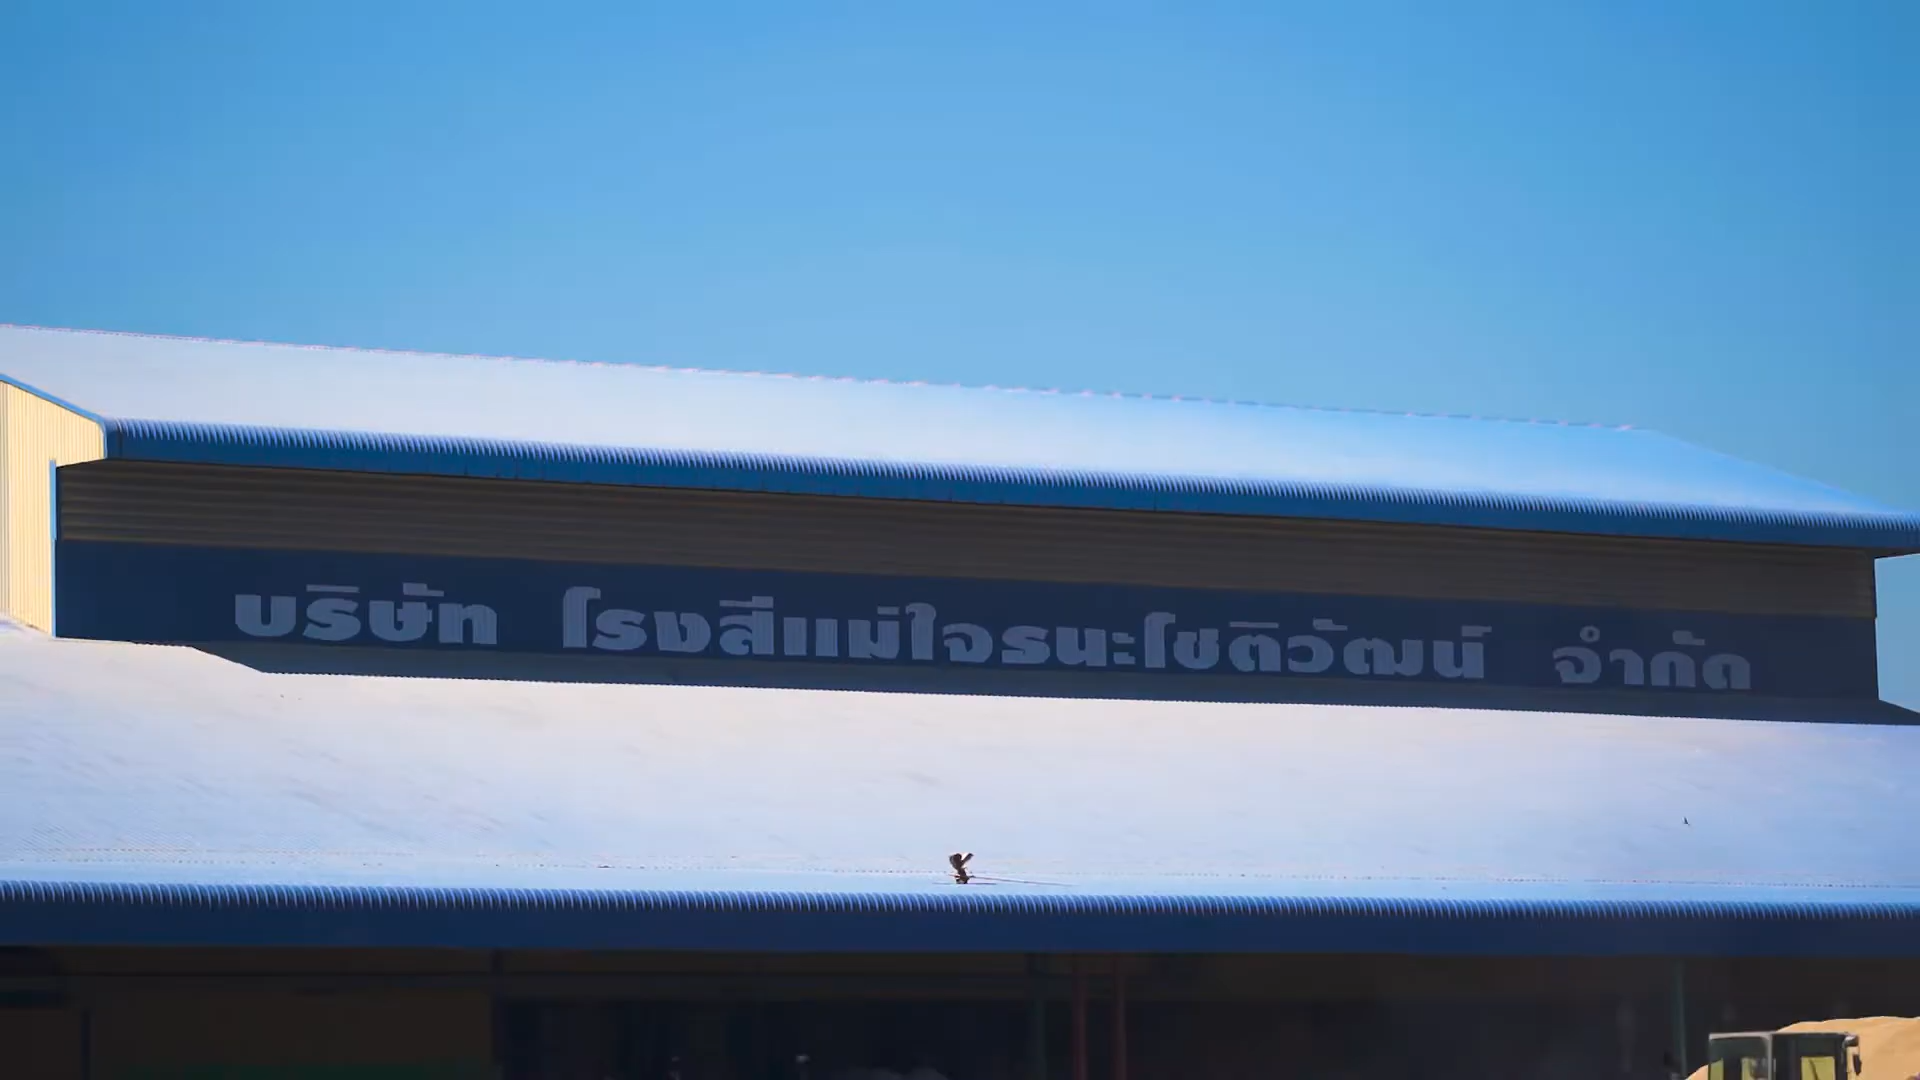 บริษัท โรงสีแม่ใจธนะโชติวัฒน์ จำกัด